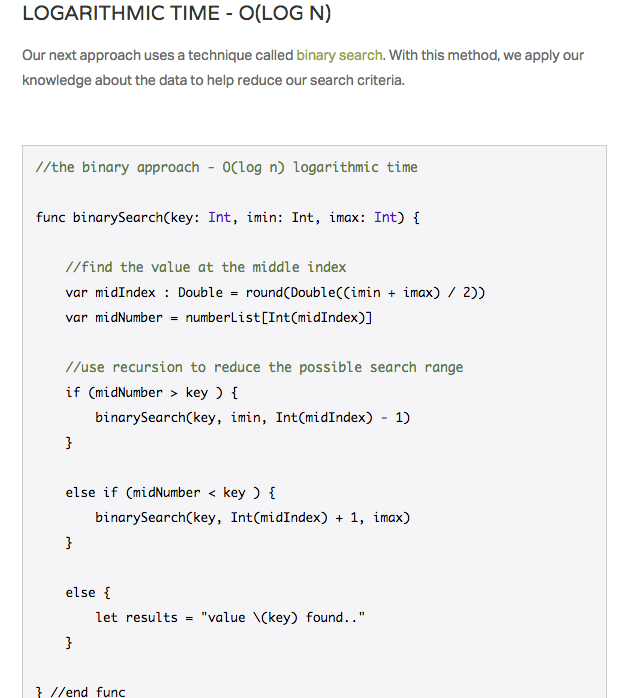 LOGARITHMIC TIME - O(LOG N)
Our next approach uses a technique called binary search. With this method, we apply our
knowledge about the data to help reduce our search criteria.
//the binary approach - O(log n) logarithmic time
func binarySearch(key: Int, imin: Int, imax: Int) {
//find the value at the middle index
var midIndex : Double = round(Double((imin + imax) / 2))
var midNumber = numberList[Int(midIndex)]
//use recursion to reduce the possible search range
if (midNumber > key ) {
binarySearch(key, imin, Int(midIndex) - 1)
}
else if (midNumber < key ) {
binarySearch(key, Int(midIndex) + 1, imax)
}
else {
let results = "value \(key) found.."
}
} //end func